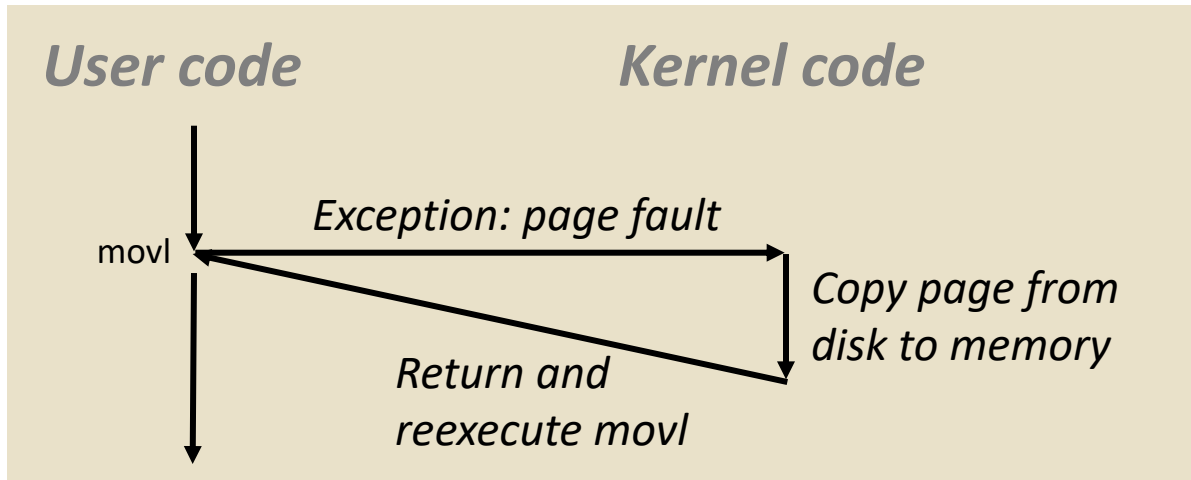 User code
Kernel code
Exception: page fault
movl
Copy page from
disk to memory
Return and
reexecute movl